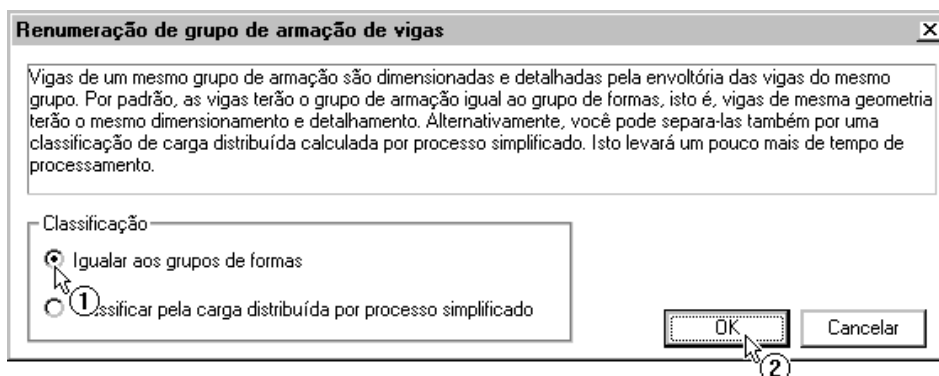 Renumeração de grupo de armação de vigas
Vigas de um mesmo grupo de armação são dimensionadas e detalhadas pela envoltória das vigas do mesmo
grupo. Por padrão, as vigas terão o grupo de armação igual ao grupo de formas, isto é, vigas de mesma geometria
terão o mesmo dimensionamento e detalhamento. Alternativamente, você pode separa-las também por uma
classificação de carga distribuída calculada por processo simplificado. Isto levará um pouco mais de tempo de
processamento.
Classificação
Igualar aos grupos de formas
1
ssificar pela carga distribuída por processo simplificado
OK
Cancelar
2